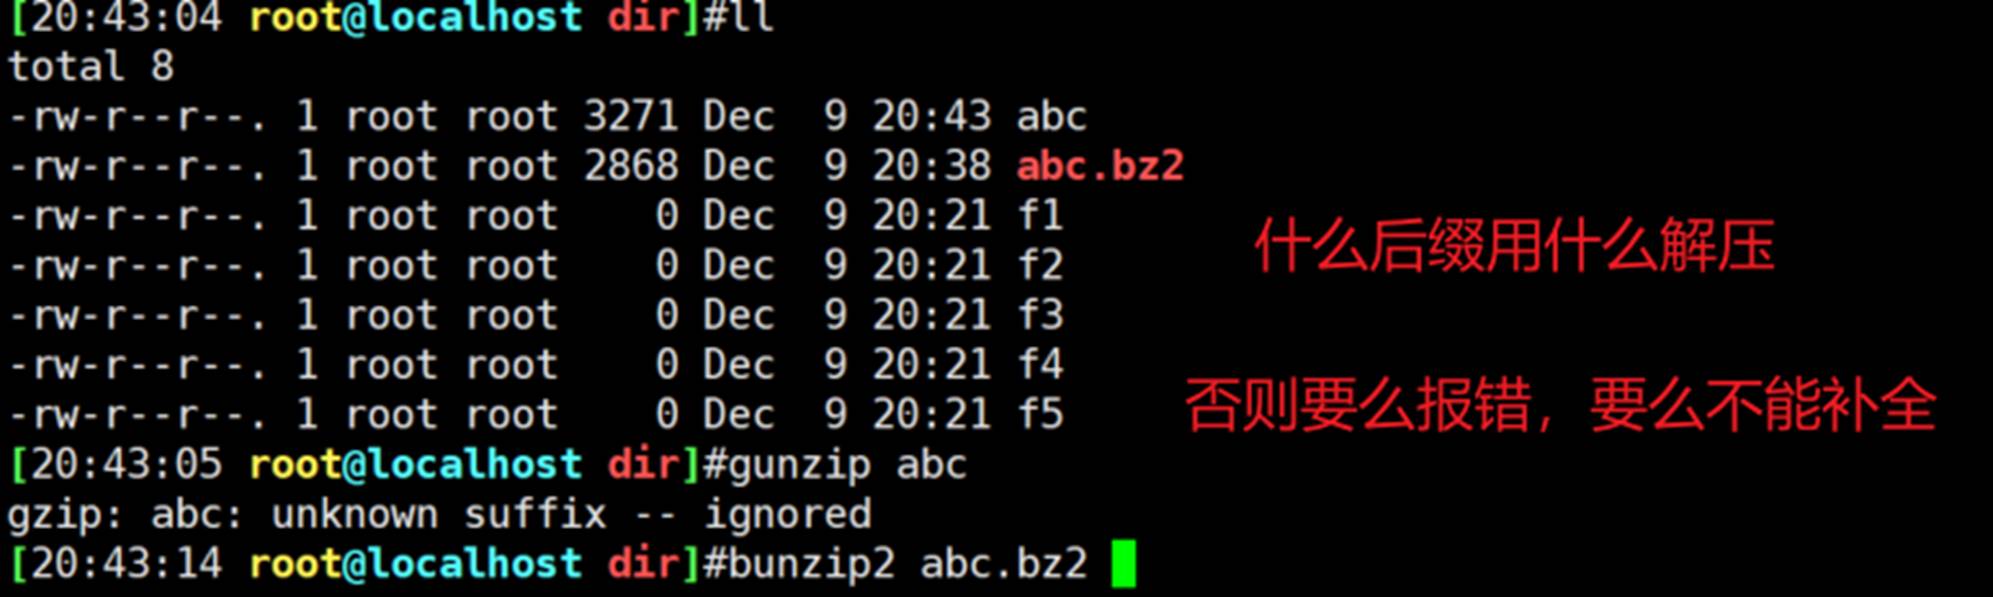 [20:43:04 root@localhost dir]#ll
total 8
-rw-r--r--. 1 root root 3271 Dec  9 20:43 abc
-rw-r--r--. 1 root root 2868 Dec  9 20:38 abc.bz2
-rw-r--r--. 1 root root    0 Dec  9 20:21 f1
什么后缀用什么解压
-rw-r--r--. 1 root root    0 Dec  9 20:21 f2
-rw-r--r--. 1 root root    0 Dec  9 20:21 f3
-rw-r--r--. 1 root root    0 Dec  9 20:21 f4
否则要么报错，要么不能补全
-rw-r--r--. 1 root root    0 Dec  9 20:21 f5
[20:43:05 root@localhost dir]#gunzip abc
gzip: abc: unknown suffix -- ignored
[20:43:14 root@localhost dir]#bunzip2 abc.bz2